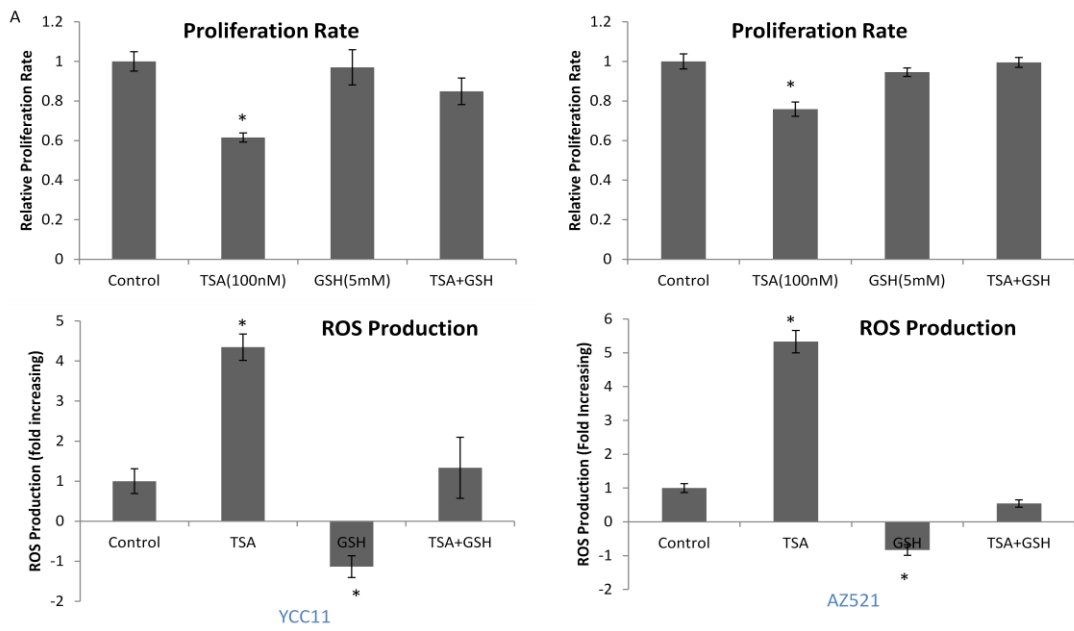 A
Proliferation Rate
Relative Proliferation Rate
1.2
1
0.8
0.6
0.4
0.2
0
*
Control TSA(100nM) GSH(5mM) TSA+GSH
Proliferation Rate
Relative Proliferation Rate
1.2
1
0.8
0.6
0.4
0.2
0
*
Control TSA(100nM) GSH(5mM) TSA+GSH
ROS Production
ROS Production (fold increasing)
5
4
3
2
1
0
-1
-2
*
Control TSA GSH TSA+GSH
*
YCC11
ROS Production
ROS Production (Fold Increasing)
6
5
4
3
2
1
0
-1
-2
*
Control TSA GSH TSA+GSH
*
AZ521